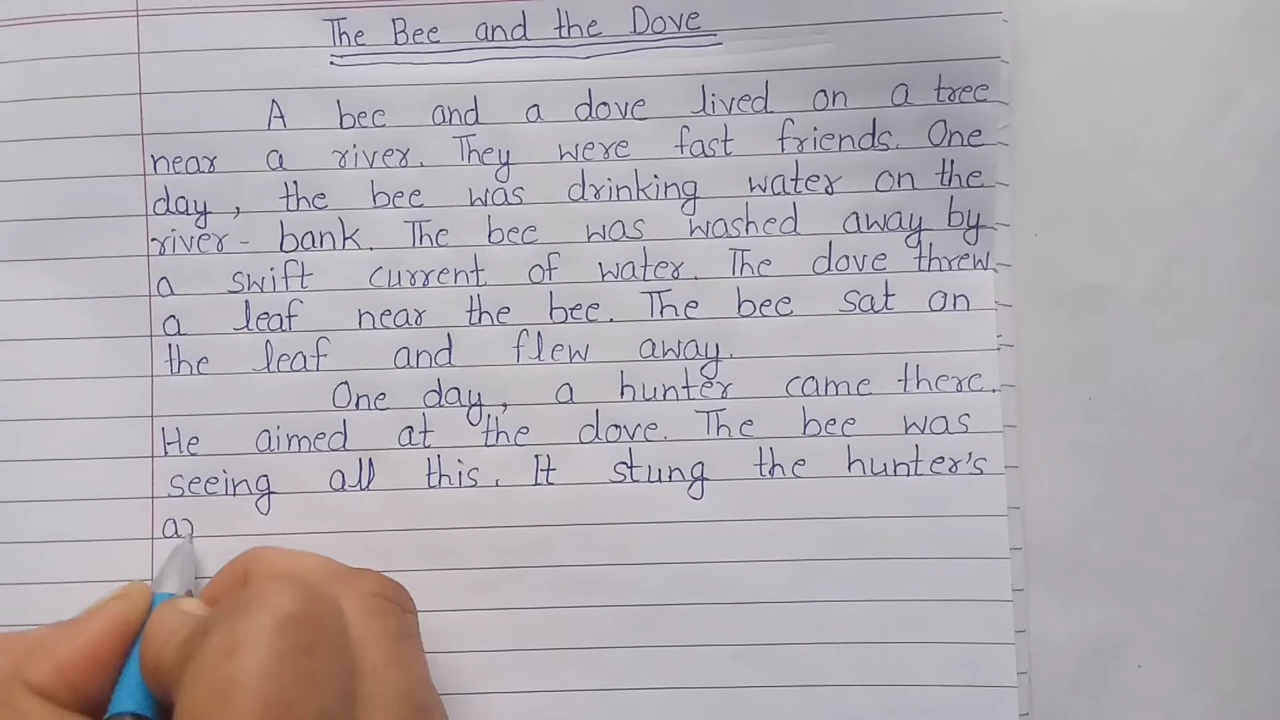 The Bee and the Dove
A bee and a dove lived on a tree
near a river. They were fast friends. One
day, the bee was drinking water on the
river-bank. The bee was washed away by
a swift current of water. The dove threw
a leaf near the bee. The bee sat on
the leaf and flew away.
One day, a hunter came there.
He aimed at the dove. The bee was
seeing all this. It stung the hunter's